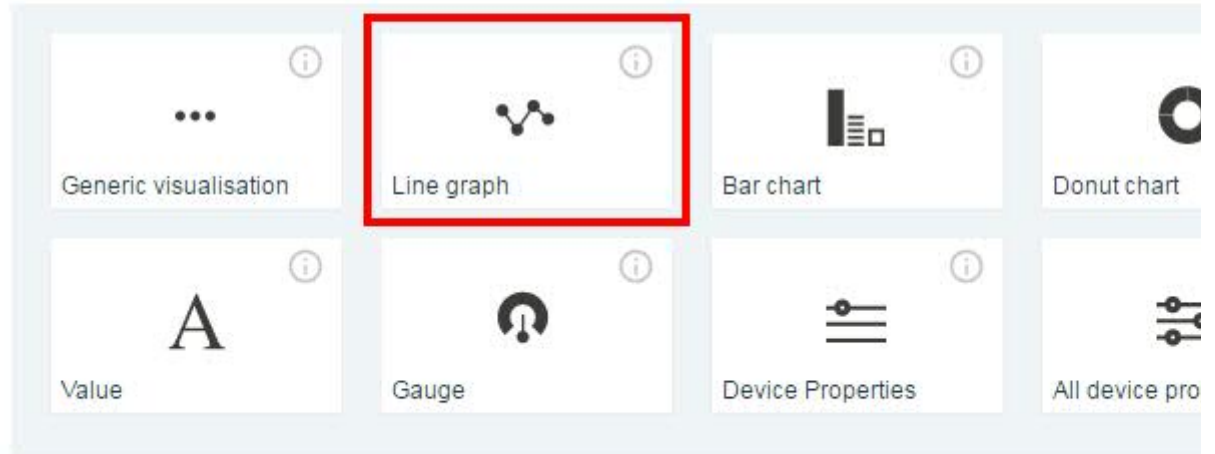 Generic visualisation
Line graph
Bar chart
Donut chart
A
Value
Gauge
Device Properties
All device pro